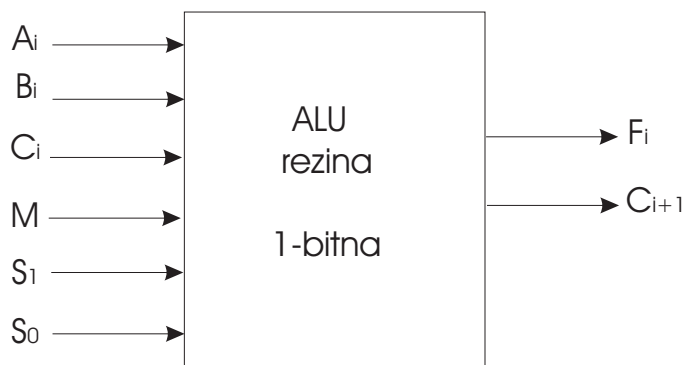 Ai
Bi
Ci
M
S1
S0
ALU
rezina
1-bitna
Fi
Ci+1